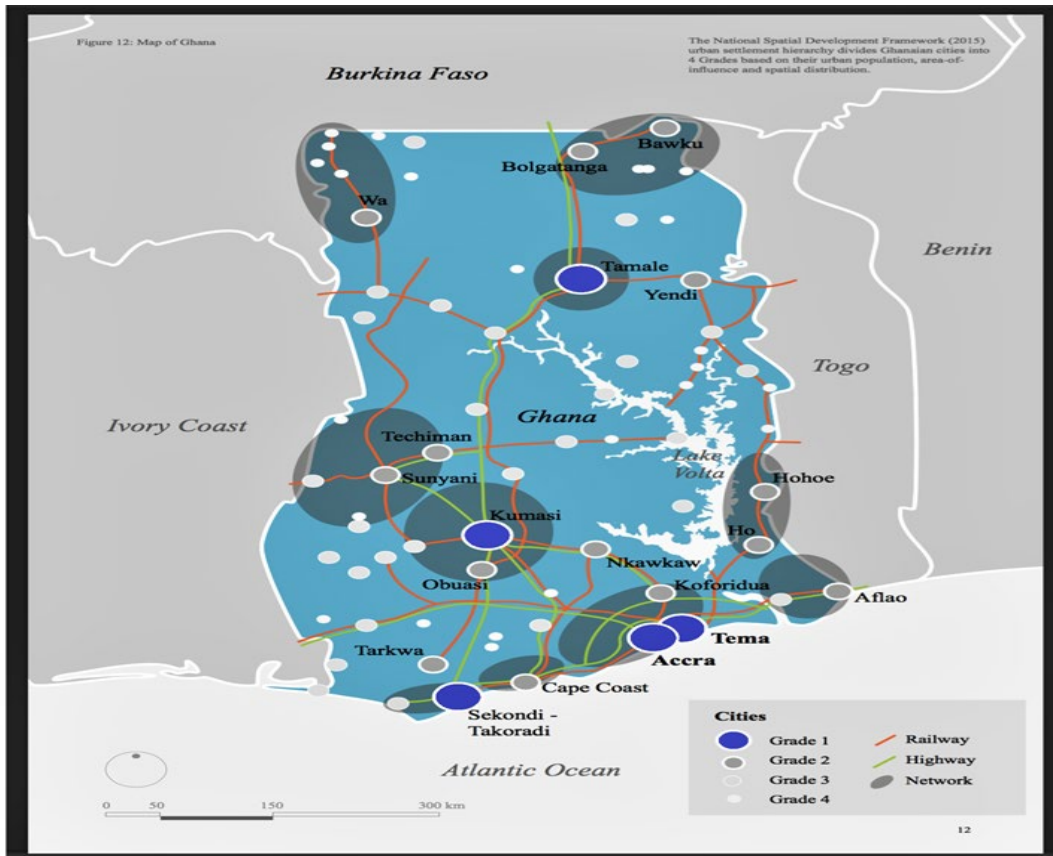 Figure 12: Map of Ghana
The National Spatial Development Framework (2015)
urban settlement hierarchy divides Ghanaian cities into
4 Grades based on their urban population, area-of-
influence and spatial distribution.
Burkina Faso
Bawku
Bolgatanga
Wa
Benin
Tamale
Yendi
Togo
Ghana
Ivory Coast
Techiman
Lake
Volta
Sunyani
Hohoe
Kumasi
Ho
Nkawkaw
Obuasi
Koforidua
Aflao
Tema
Tarkwa
Accra
Cape Coast
Sekondi -
Takoradi
Cities
Grade 1
Railway
Grade 2
Highway
Grade 3
Network
Grade 4
Atlantic Ocean
0 50 150 300 km
12